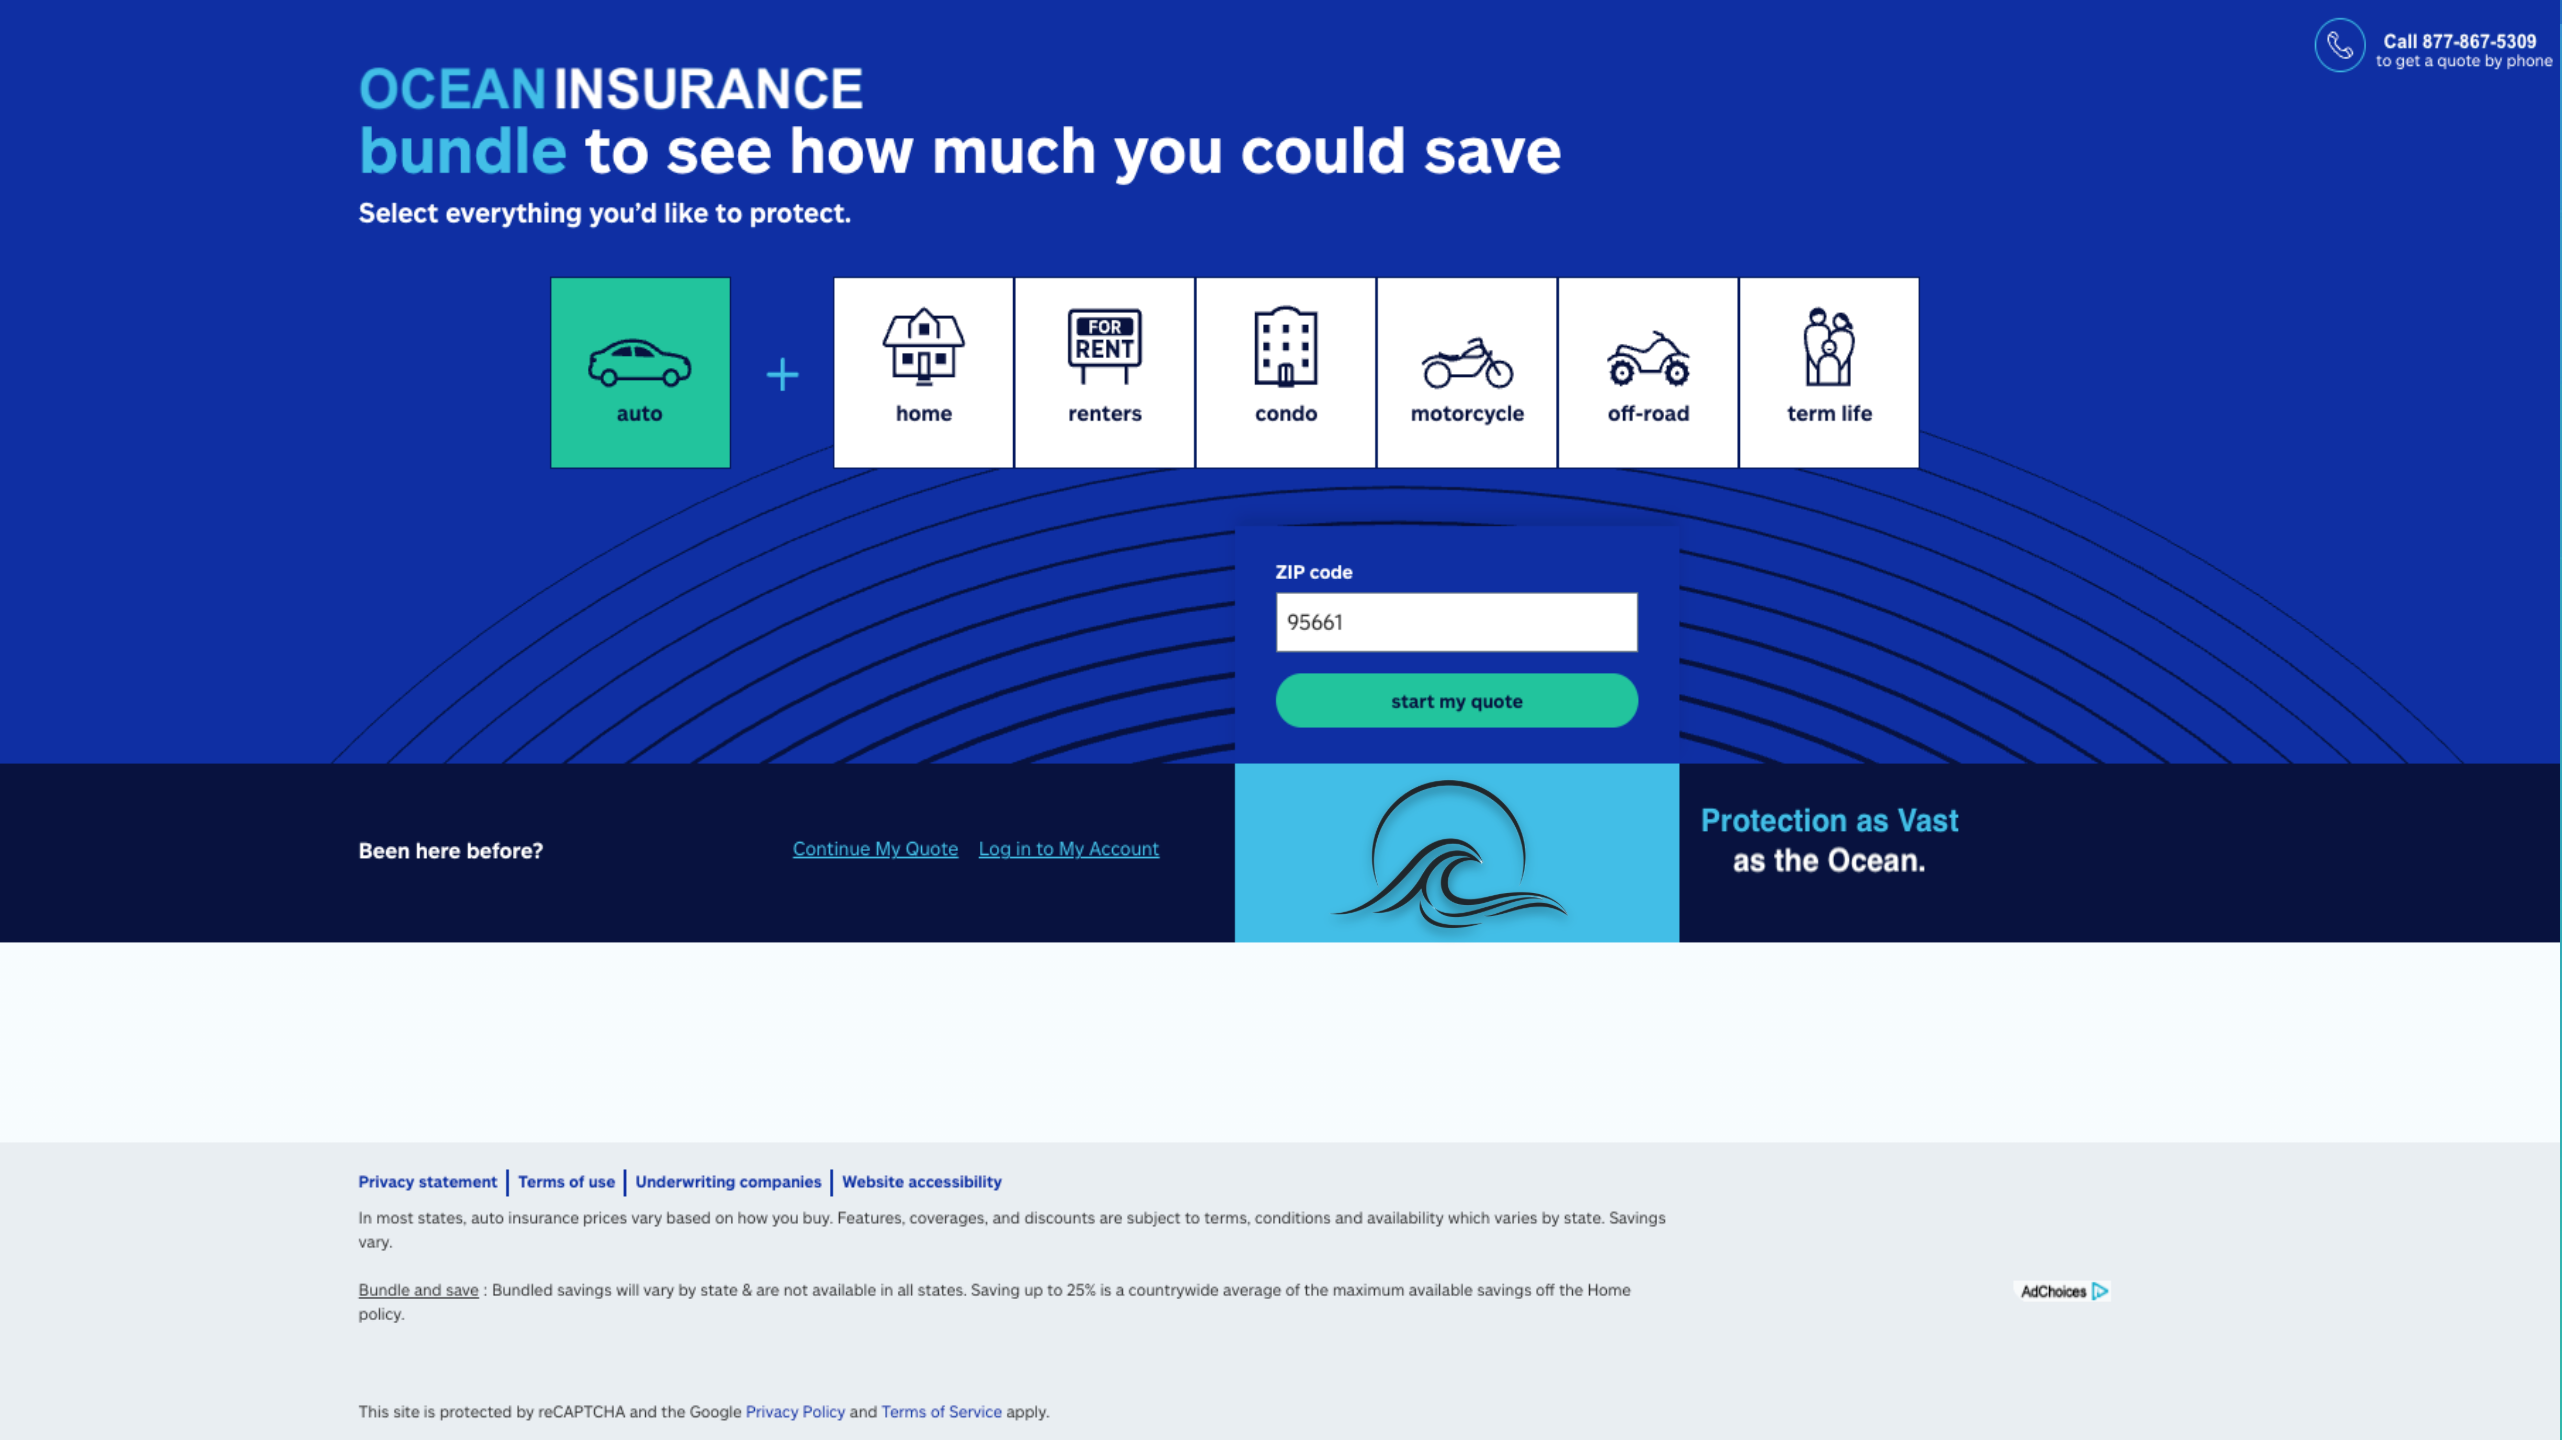 Call 877-867-5309
to get a quote by phone
OCEAN INSURANCE
bundle to see how much you could save
Select everything you’d like to protect.
auto
+
home
FOR
RENT
renters
condo
motorcycle
off-road
term life
ZIP code
95661
start my quote
Been here before?
Continue My Quote
Log in to My Account
Protection as Vast
as the Ocean.
Privacy statement | Terms of use | Underwriting companies | Website accessibility
In most states, auto insurance prices vary based on how you buy. Features, coverages, and discounts are subject to terms, conditions and availability which varies by state. Savings
vary.
Bundle and save : Bundled savings will vary by state & are not available in all states. Saving up to 25% is a countrywide average of the maximum available savings off the Home
policy.
AdChoices
This site is protected by reCAPTCHA and the Google Privacy Policy and Terms of Service apply.